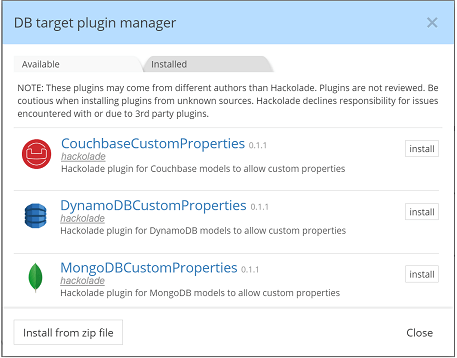 DB target plugin manager ×
Available Installed
NOTE: These plugins may come from different authors than Hackolade. Plugins are not reviewed. Be
coutious when installing plugins from unknown sources. Hackolade declines responsibility for issues
encountered with or due to 3rd party plugins.
CouchbaseCustomProperties 0.1.1 install
hackolade
Hackolade plugin for Couchbase models to allow custom properties
DynamoDBCustomProperties 0.1.1 install
hackolade
Hackolade plugin for DynamoDB models to allow custom properties
MongoDBCustomProperties 0.1.1 install
hackolade
Hackolade plugin for MongoDB models to allow custom properties
Install from zip file Close